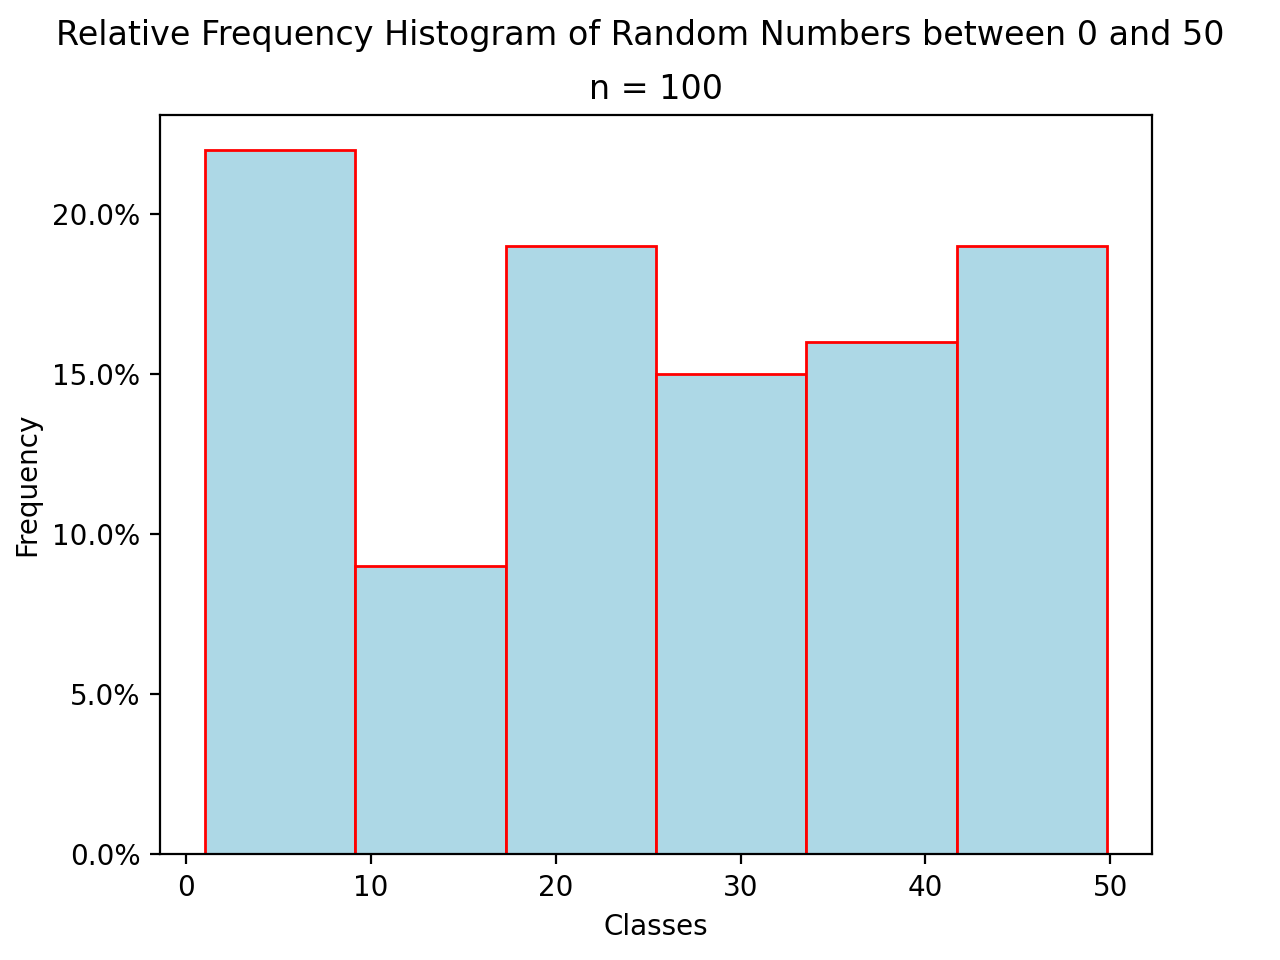 Relative Frequency Histogram of Random Numbers between 0 and 50
n = 100
20.0%
15.0%
10.0%
5.0%
0.0%
Frequency
0 10 20 30 40 50
Classes